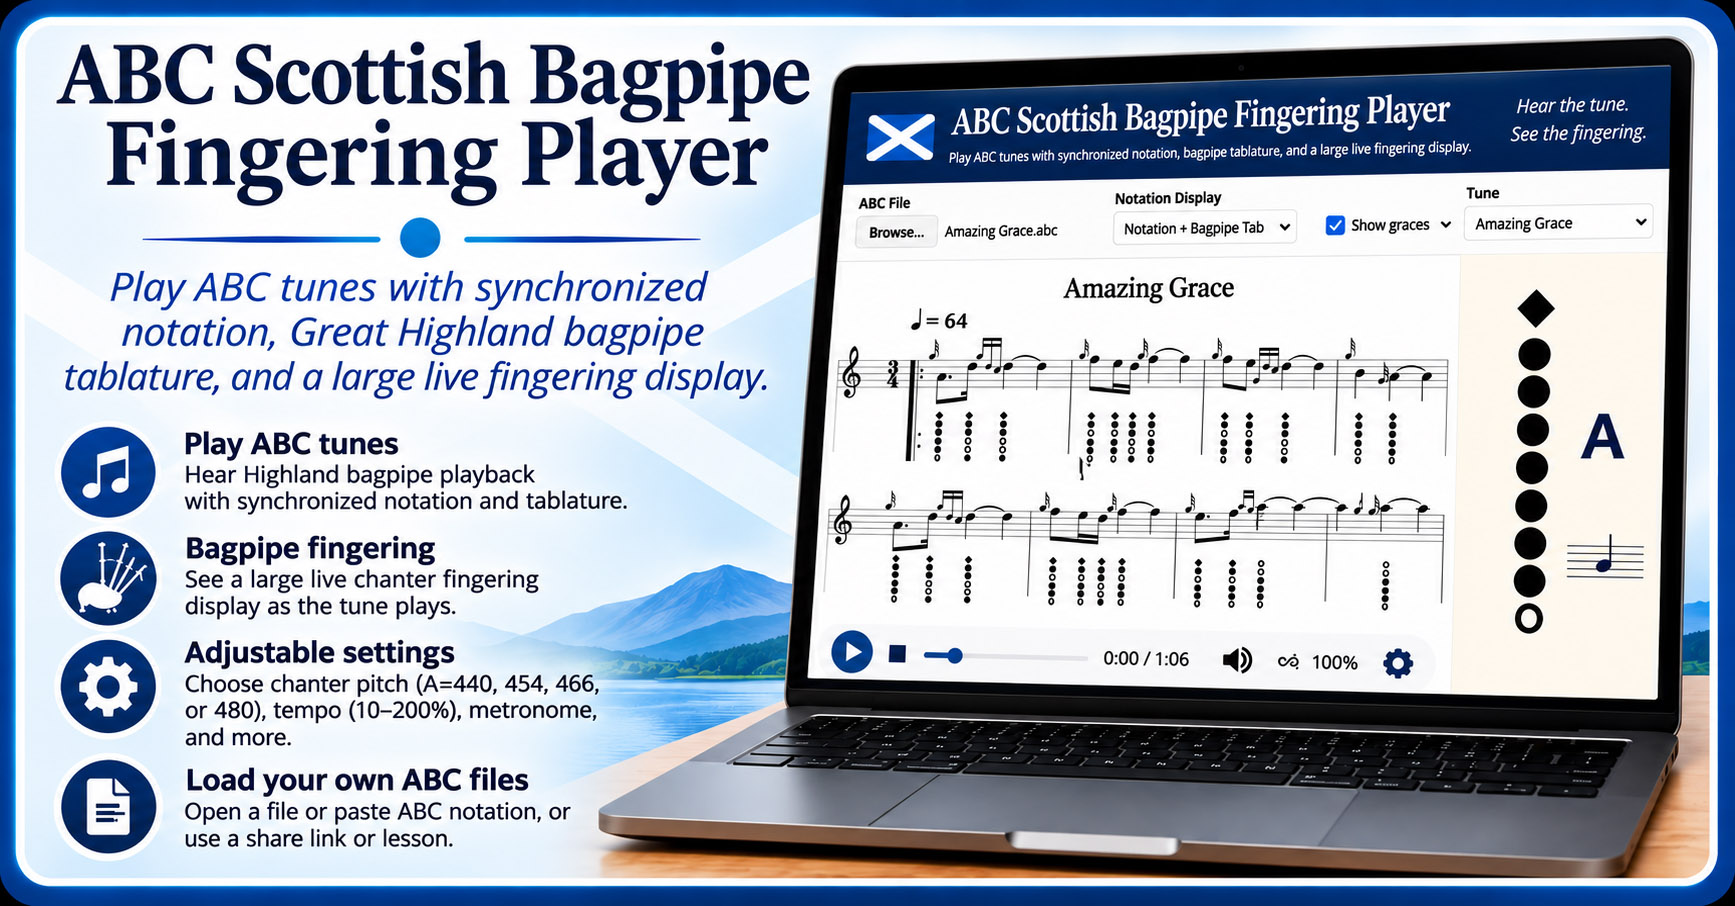 ABC Scottish Bagpipe
Fingering Player
Play ABC tunes with synchronized
notation, Great Highland bagpipe
tablature, and a large live fingering display.
Play ABC tunes
Hear Highland bagpipe playback
with synchronized notation and tablature.
Bagpipe fingering
See a large live chanter fingering
display as the tune plays.
Adjustable settings
Choose chanter pitch (A=440, 454, 466,
or 480), tempo (10–200%), metronome,
and more.
Load your own ABC files
Open a file or paste ABC notation, or
use a share link or lesson.
ABC Scottish Bagpipe Fingering Player
Play ABC tunes with synchronized notation, bagpipe tablature, and a large live fingering display.
Hear the tune.
See the fingering.
ABC File
Browse... Amazing Grace.abc
Notation Display
Notation + Bagpipe Tab
Show graces
Tune
Amazing Grace
Amazing Grace
= 64
3
4
A
0:00 / 1:06
100%